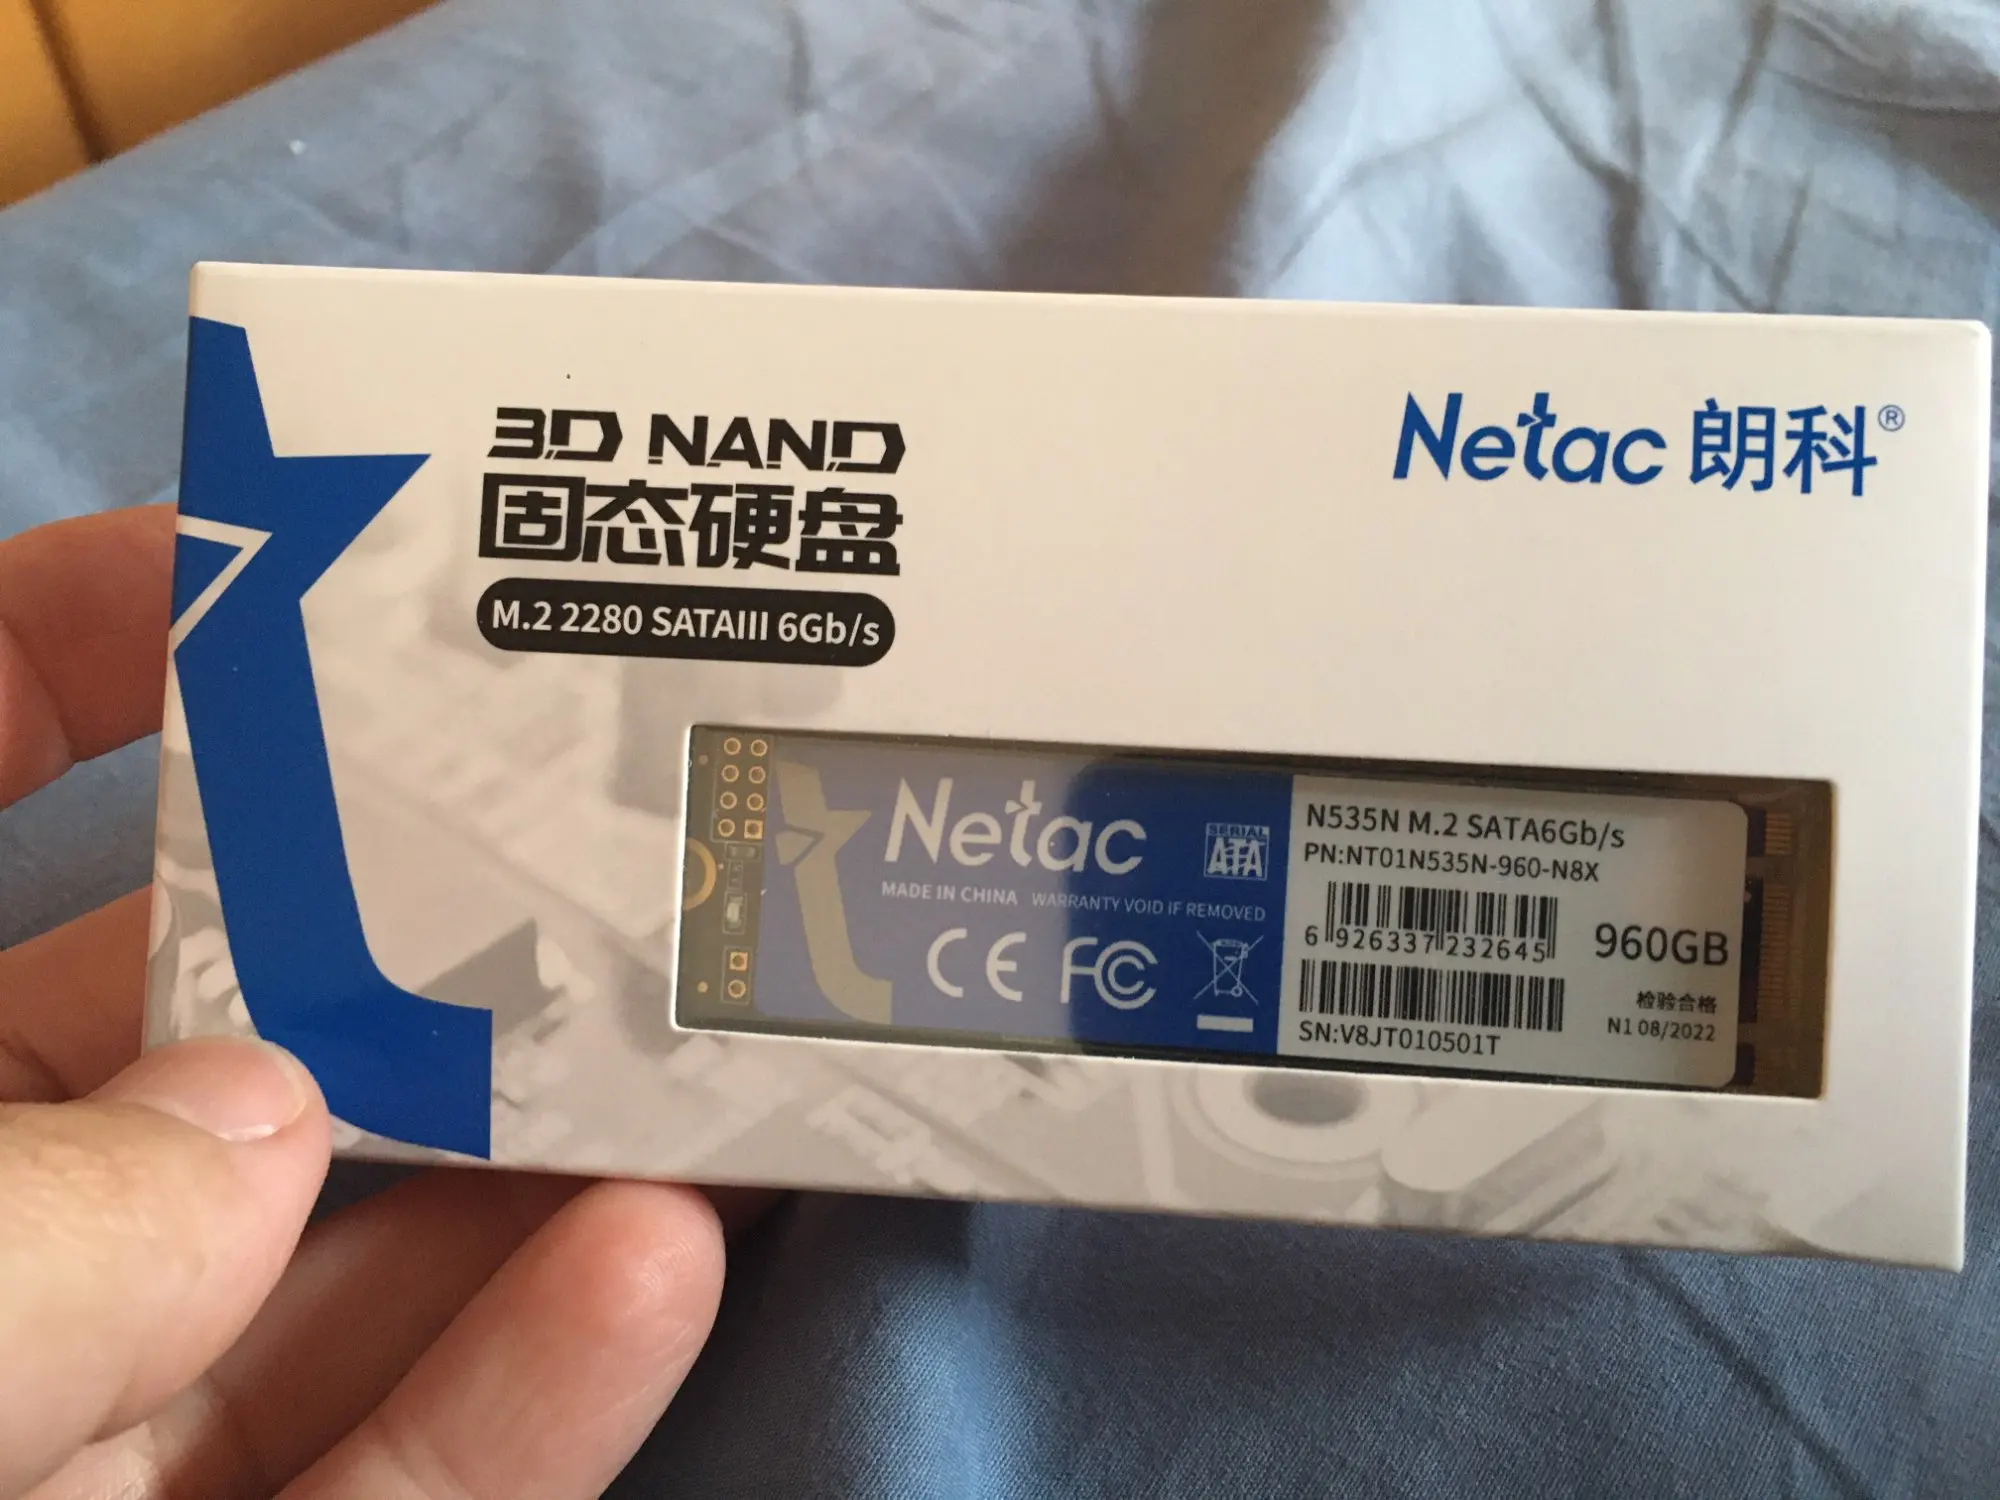 3D NAND
固态硬盘
M.2 2280 SATAIII 6Gb/s
Netac 朗科®
Netac
SERIAL
ATA
MADE IN CHINA WARRANTY VOID IF REMOVED
CE FC
N535N M.2 SATA6Gb/s
PN:NT01N535N-960-N8X
6 926337 232645
960GB
SN:V8JT010501T
检验合格
N1 08/2022